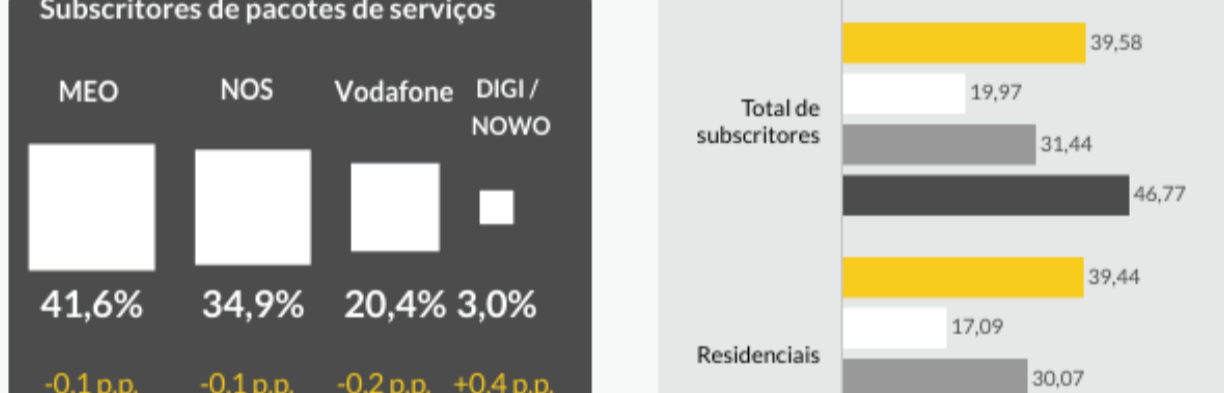 Subscritores de pacotes de serviços
MEO
NOS
Vodafone
DIGI /
NOWO
41,6%
34,9%
20,4%
3,0%
-0,1 p.p.
-0,1 p.p.
-0,2 p.p.
+0,4 p.p.
Total de
subscritores
39,58
19,97
31,44
46,77
Residenciais
39,44
17,09
30,07